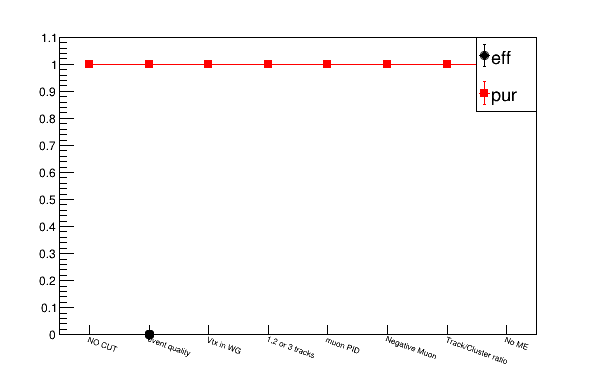 1.1
1
0.9
0.8
0.7
0.6
0.5
0.4
0.3
0.2
0.1
0
eff
pur
NO CUT
event quality
Vtx in WG
1,2 or 3 tracks
muon PID
Negative Muon
Track/Cluster ratio
No ME